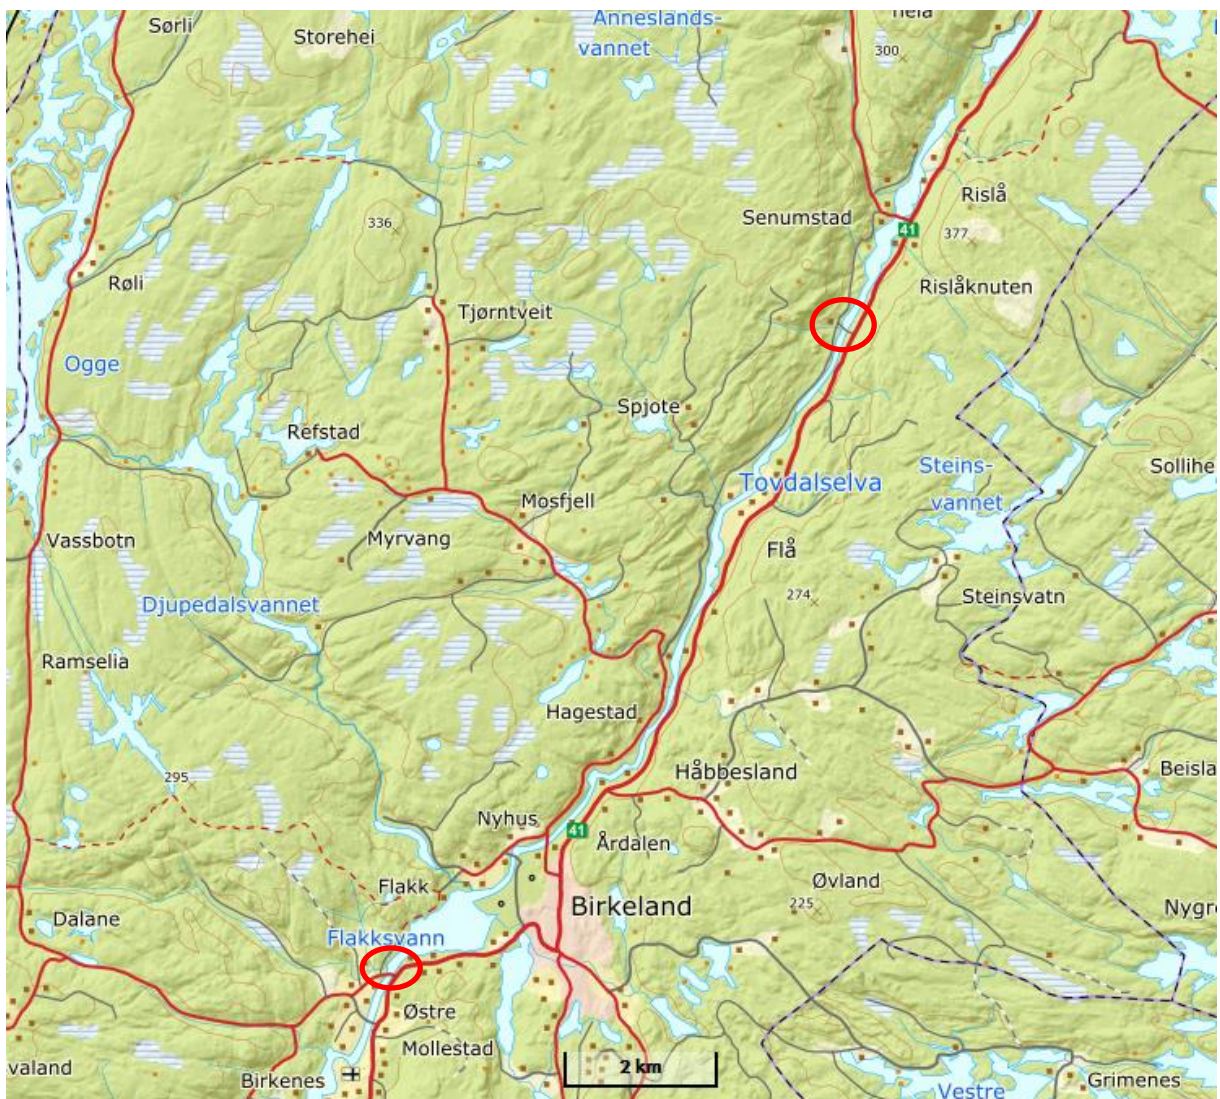 Sørli
Storehei
Anneslands-
vannet
300
Rislå
Senumstad
41
377
336
Røli
Rislåknuten
Tjørntveit
Ogge
Spjote
Refstad
Steins-
vannet
Sollihe
Tovdalselva
Mosfjell
Vassbotn
Myrvang
Flå
274
Steinsvatn
Djupedalsvannet
Ramselia
Hagestad
295
Håbbesland
Beisla
Nyhus
41
Årdalen
Flakk
Øvland
Birkeland
225
Nygr
Dalane
Flakksvann
Østre
Mollestad
2 km
valand
Birkenes
Grimenes
Vestre